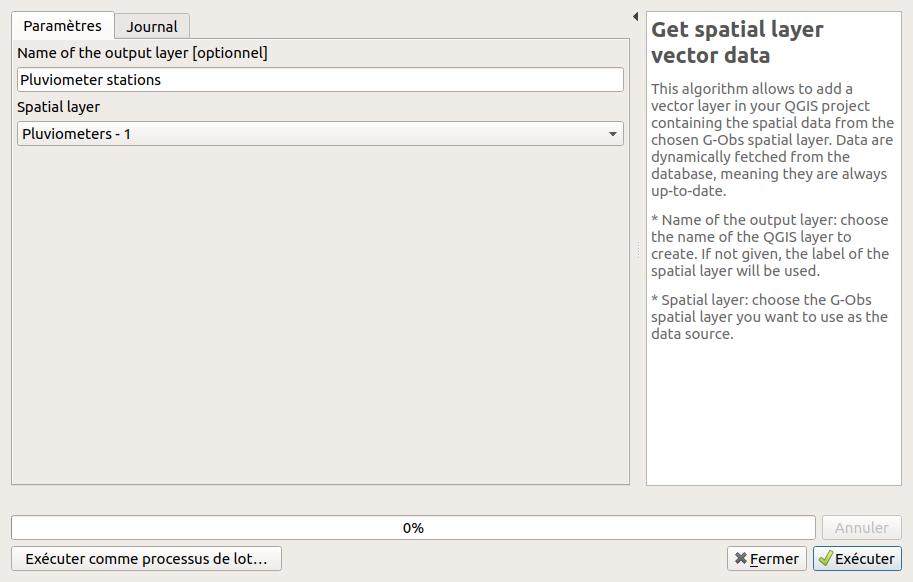 Paramètres
Journal
Name of the output layer [optionnel]
Pluviometer stations
Spatial layer
Pluviometers - 1
Get spatial layer
vector data
This algorithm allows to add a
vector layer in your QGIS project
containing the spatial data from the
chosen G-Obs spatial layer. Data are
dynamically fetched from the
database, meaning they are always
up-to-date.
* Name of the output layer: choose
the name of the QGIS layer to
create. If not given, the label of the
spatial layer will be used.
* Spatial layer: choose the G-Obs
spatial layer you want to use as the
data source.
0%
Annuler
Exécuter comme processus de lot…
Fermer
Exécuter